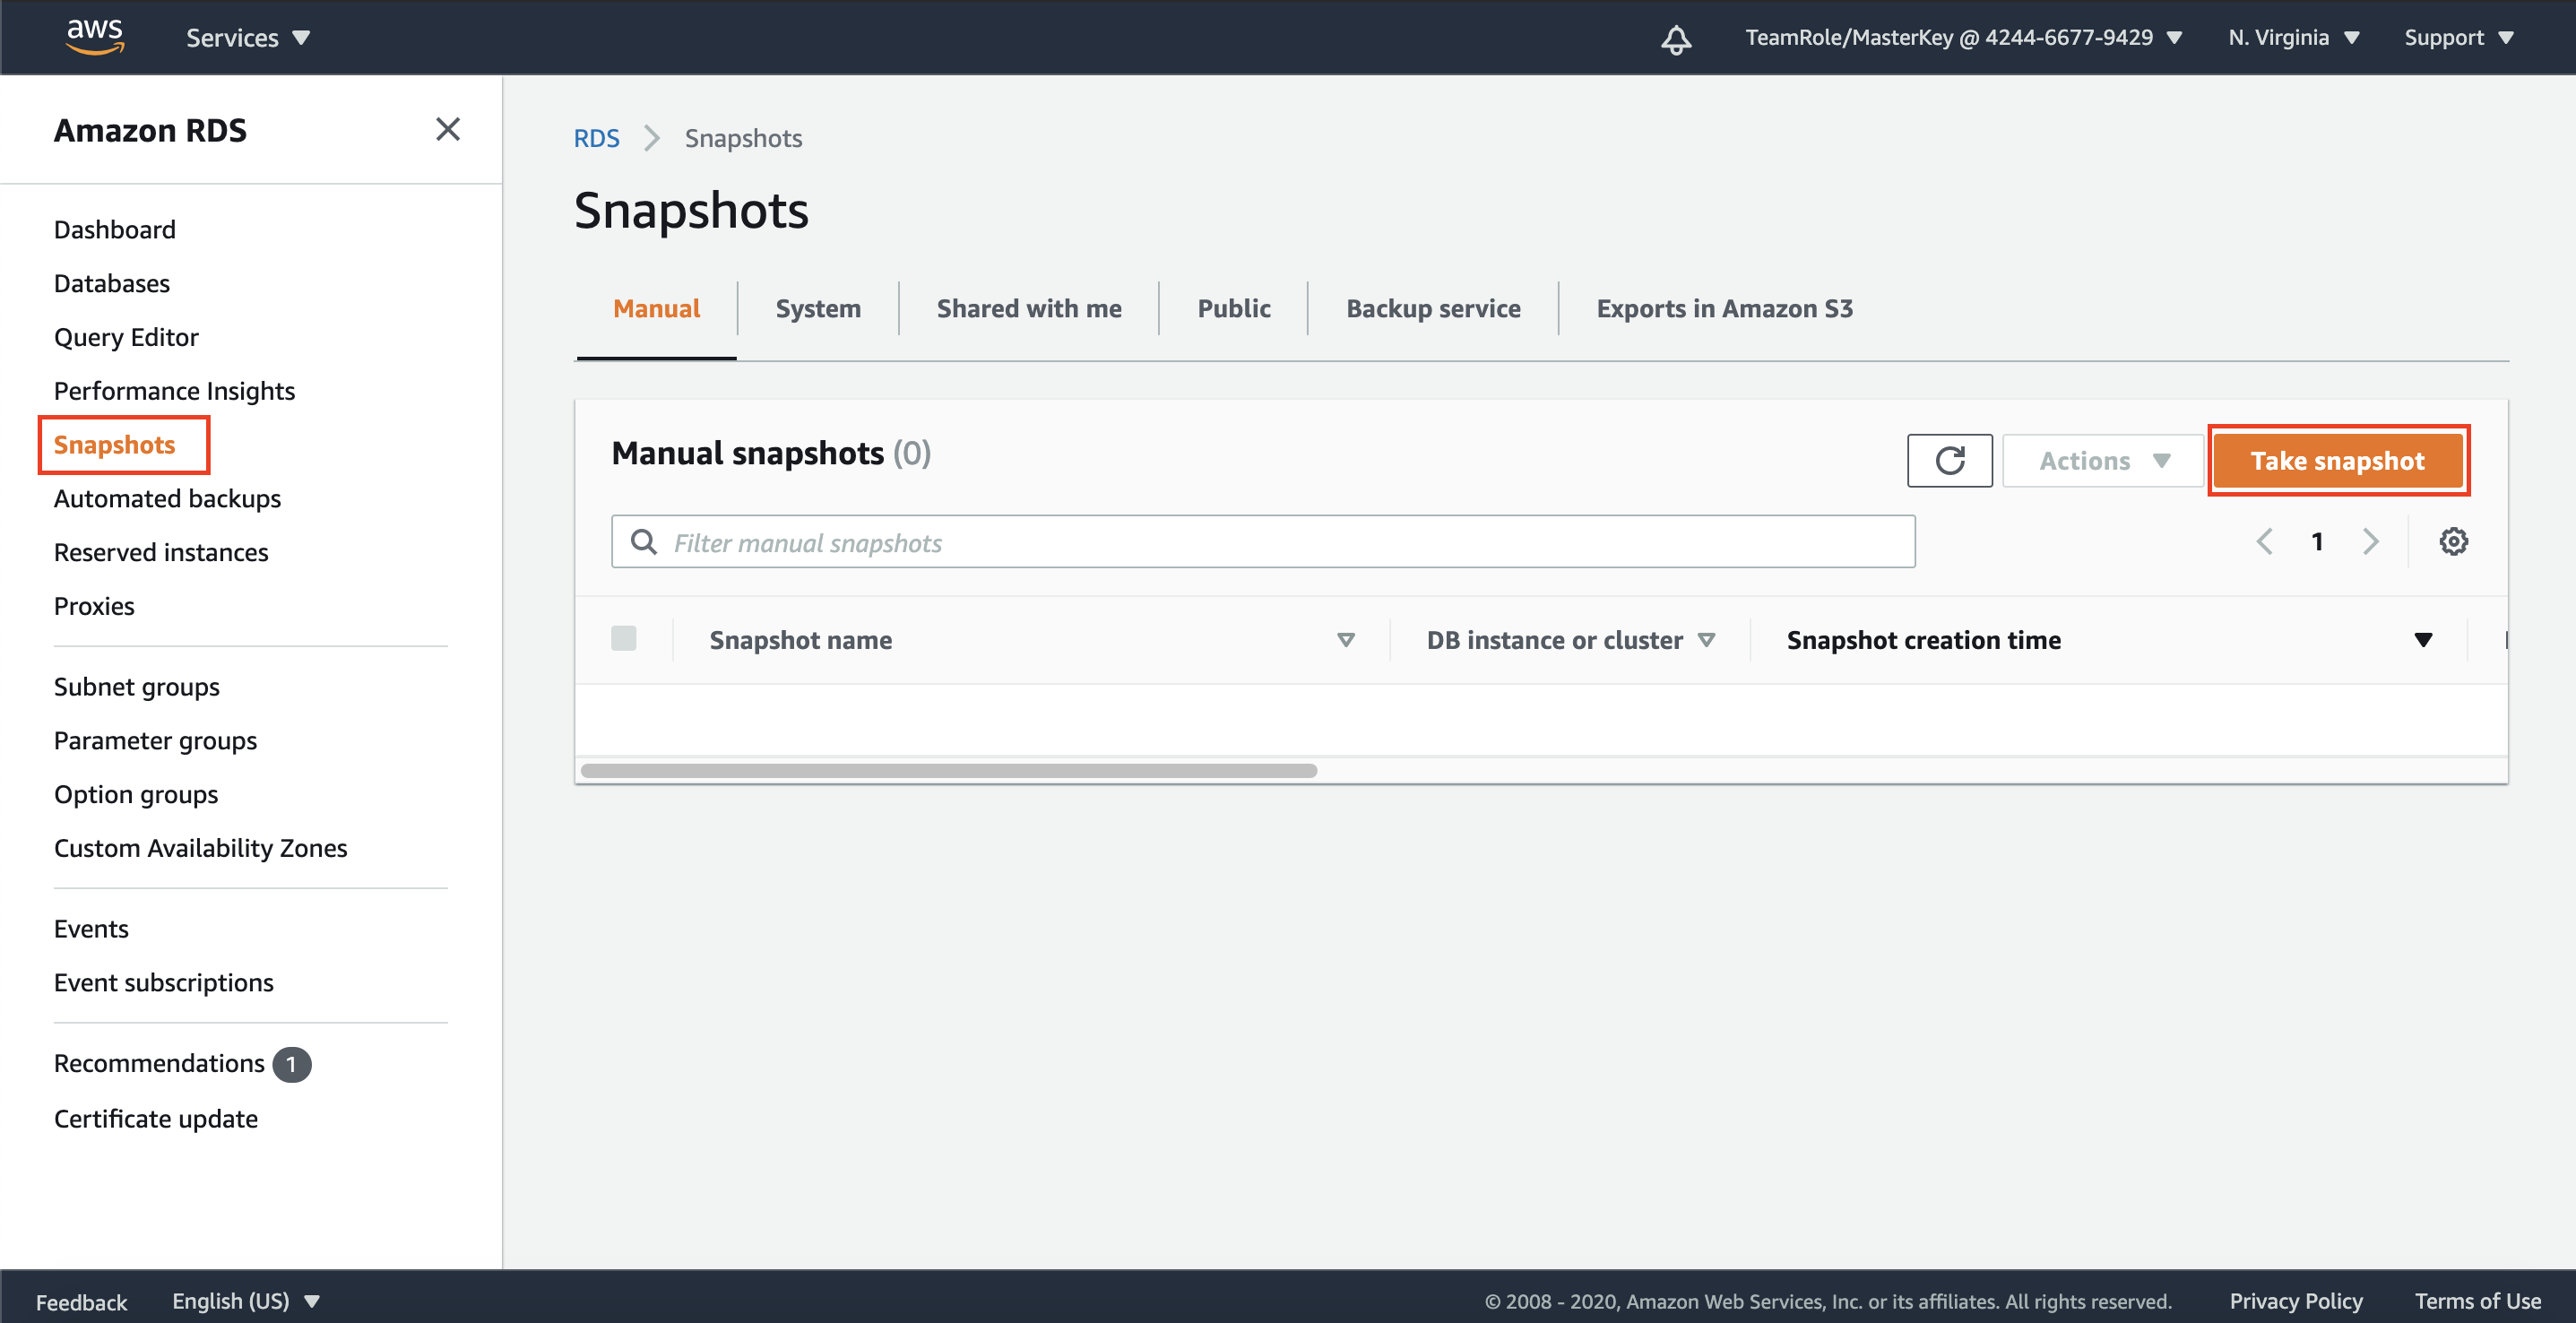 aws
Services
TeamRole/MasterKey @ 4244-6677-9429
N. Virginia
Support
Amazon RDS
Dashboard
Databases
Query Editor
Performance Insights
Snapshots
Automated backups
Reserved instances
Proxies
Subnet groups
Parameter groups
Option groups
Custom Availability Zones
Events
Event subscriptions
Recommendations 1
Certificate update
RDS > Snapshots
Snapshots
Manual
System
Shared with me
Public
Backup service
Exports in Amazon S3
Manual snapshots (0)
Actions
Take snapshot
Filter manual snapshots
1
Snapshot name
DB instance or cluster
Snapshot creation time
Feedback
English (US)
© 2008 - 2020, Amazon Web Services, Inc. or its affiliates. All rights reserved.
Privacy Policy
Terms of Use